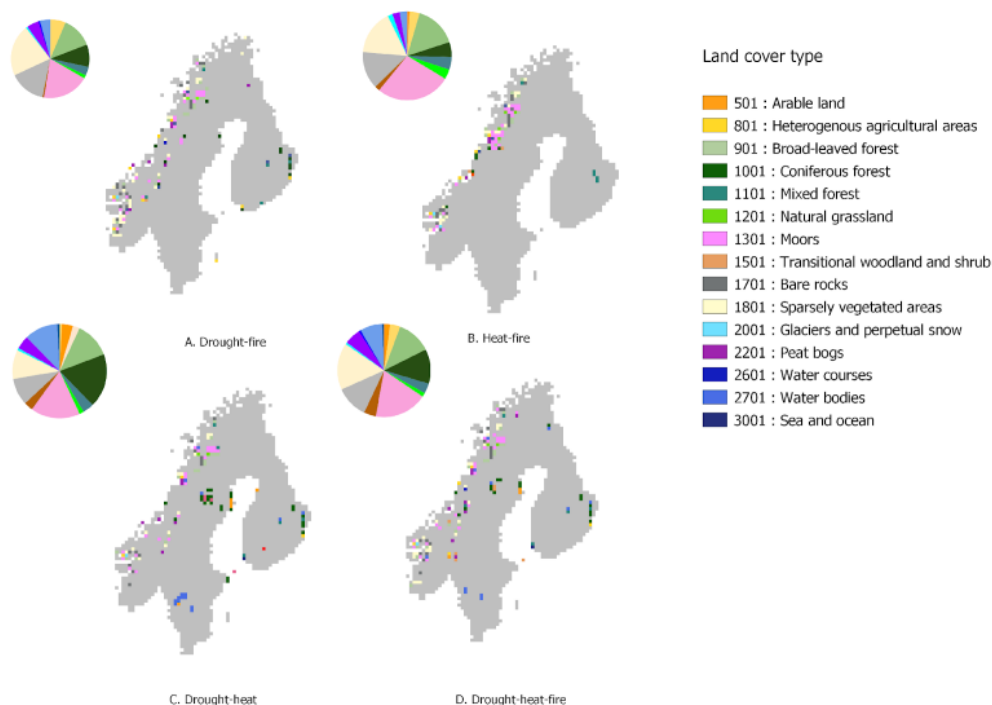 Land cover type
501 : Arable land
801 : Heterogenous agricultural areas
901 : Broad-leaved forest
1001 : Coniferous forest
1101 : Mixed forest
1201 : Natural grassland
1301 : Moors
1501 : Transitional woodland and shrub
1701 : Bare rocks
1801 : Sparsely vegetated areas
2001 : Glaciers and perpetual snow
2201 : Peat bogs
2601 : Water courses
2701 : Water bodies
3001 : Sea and ocean
A. Drought-fire
B. Heat-fire
C. Drought-heat
D. Drought-heat-fire